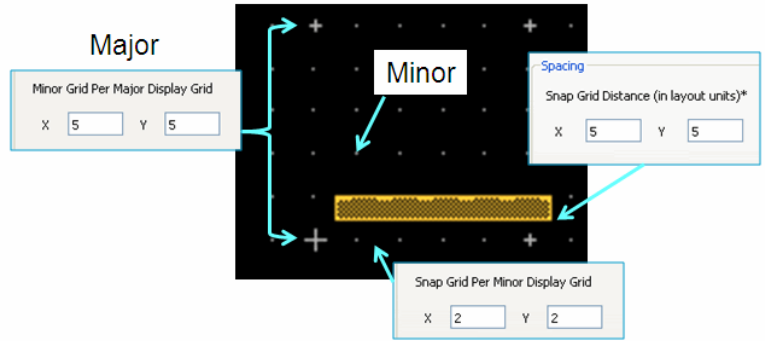 Major
Minor Grid Per Major Display Grid
X 5 Y 5
Minor
Spacing
Snap Grid Distance (in layout units)*
X 5 Y 5
Snap Grid Per Minor Display Grid
X 2 Y 2